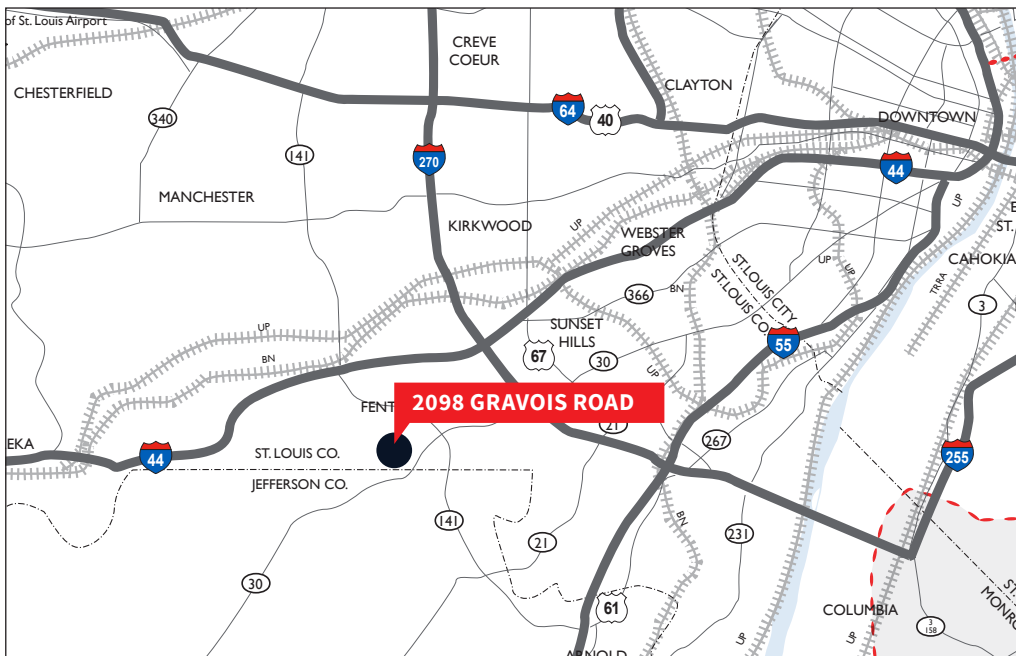 of St. Louis Airport
CREVE
COEUR
CHESTERFIELD
CLAYTON
64
40
340
DOWNTOWN
141
270
44
MANCHESTER
UP
KIRKWOOD
UP
WEBSTER
GROVES
ST.
CAHOKIA
ST.LOUIS CITY
ST.LOUIS CO.
UP
UP
TRRA
366
BN
3
UP
SUNSET
HILLS
55
BN
67
30
UP
2098 GRAVOIS ROAD
FENT
21
EKA
267
44
ST. LOUIS CO.
255
JEFFERSON CO.
141
BN
21
231
30
61
COLUMBIA
ST.
MONRO
3
158
UP
UP
ARNOLD